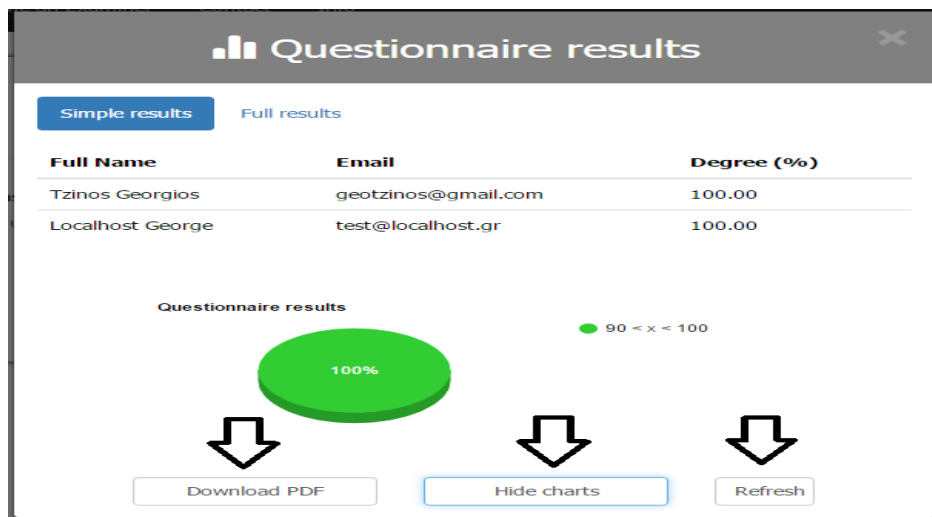 Questionnaire results
Simple results Full results
Full Name Email Degree (%)
Tzinos Georgios geotzinos@gmail.com 100.00
Localhost George test@localhost.gr 100.00
Questionnaire results
90 < x < 100
100%
Download PDF Hide charts Refresh